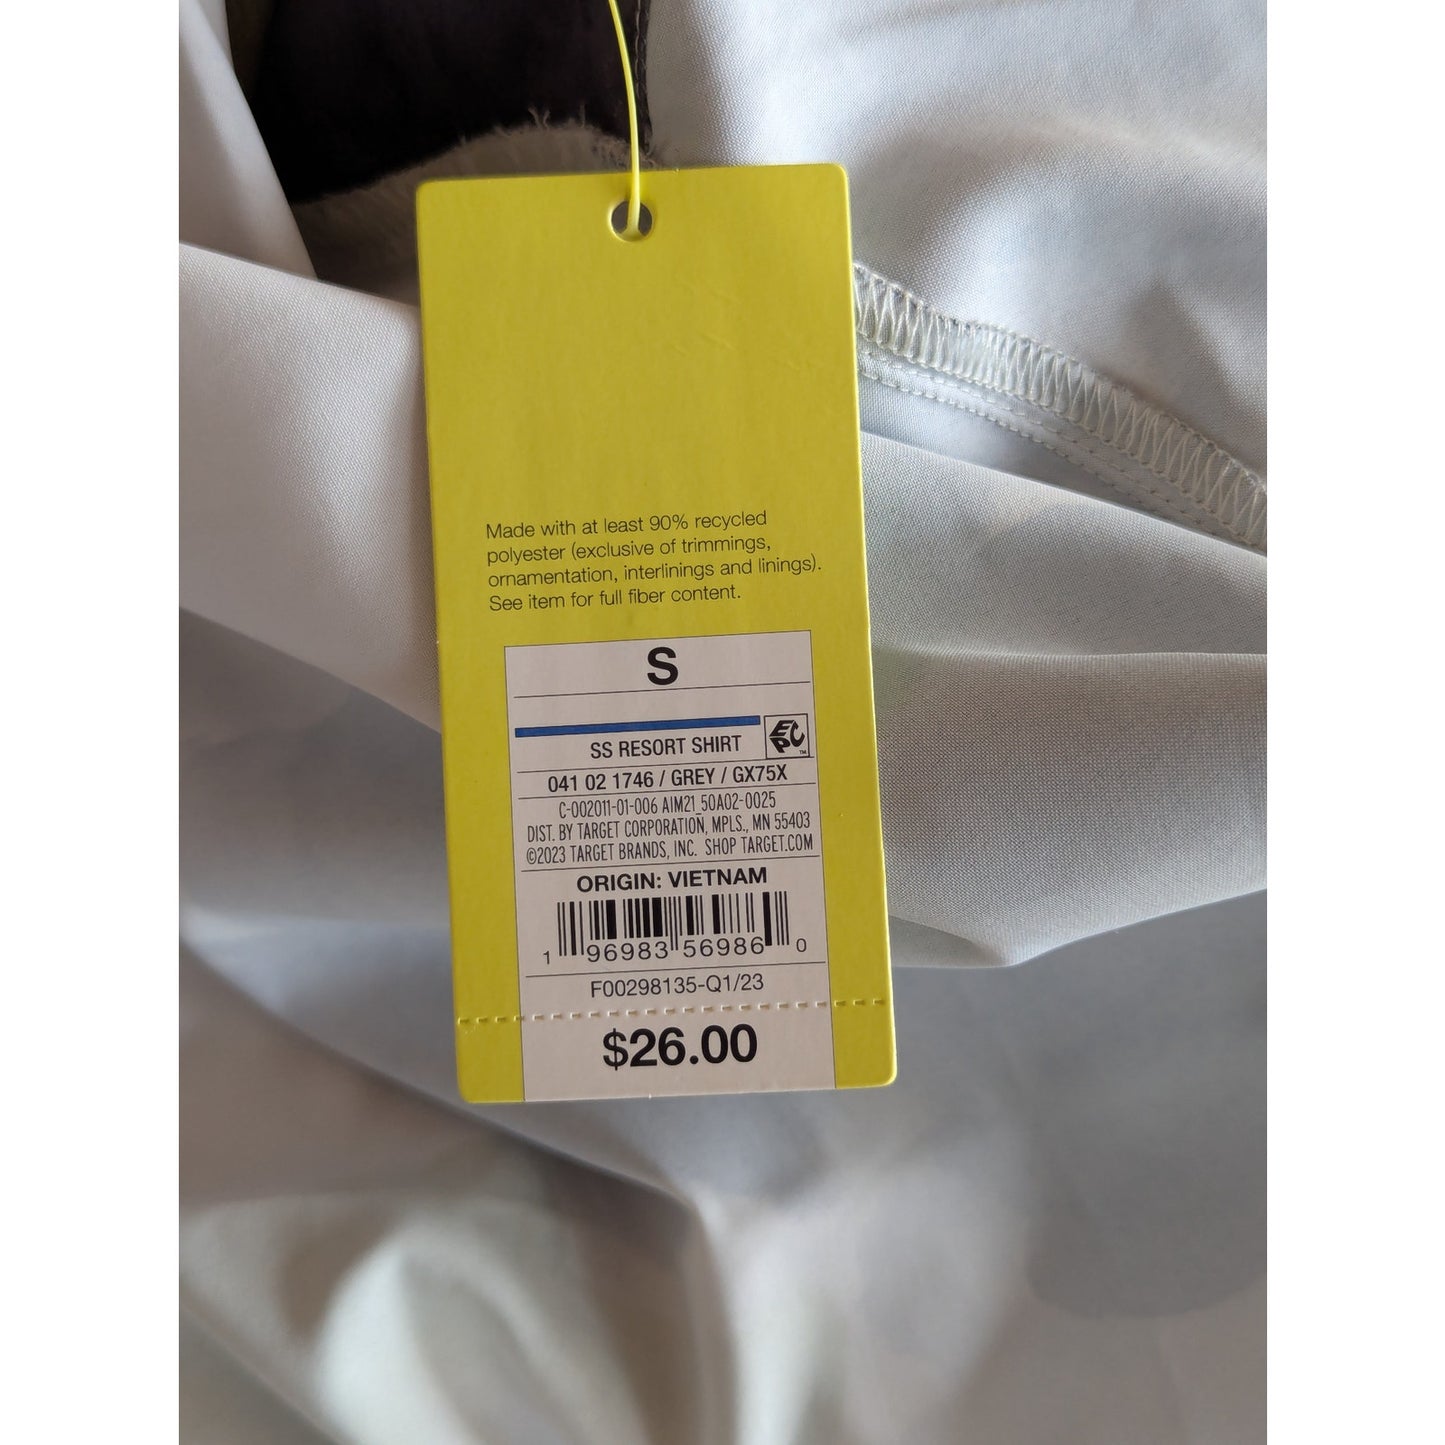 Made with at least 90% recycled
polyester (exclusive of trimmings,
ornamentation, interlinings and linings).
See item for full fiber content.
S
EPC™
SS RESORT SHIRT
041 02 1746 / GREY / GX75X
C-002011-01-006 AIM21_50A02-0025
DIST. BY TARGET CORPORATION, MPLS., MN 55403
©2023 TARGET BRANDS, INC. SHOP TARGET.COM
ORIGIN: VIETNAM
1 96983 56986 0
F00298135-Q1/23
$26.00